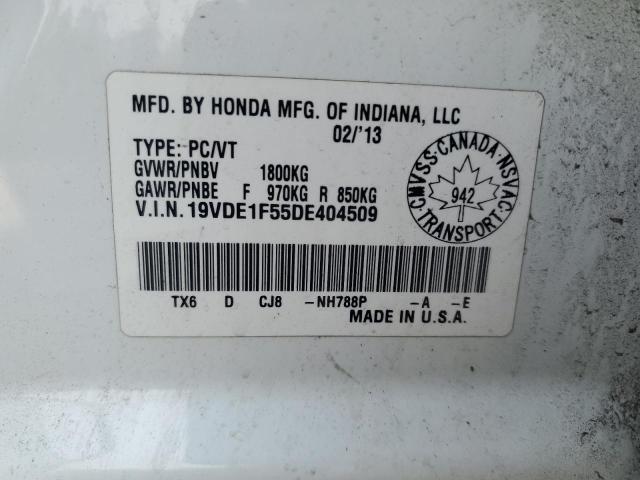 MFD. BY HONDA MFG. OF INDIANA, LLC
02/'13
TYPE: PC/VT
GVWR/PNBV 1800KG
GAWR/PNBE F 970KG R 850KG
V.I.N. 19VDE1F55DE404509
CMVSS·CANADA·NSVAC
942
TRANSPORT
TX6 D CJ8 -NH788P -A -E
MADE IN U.S.A.